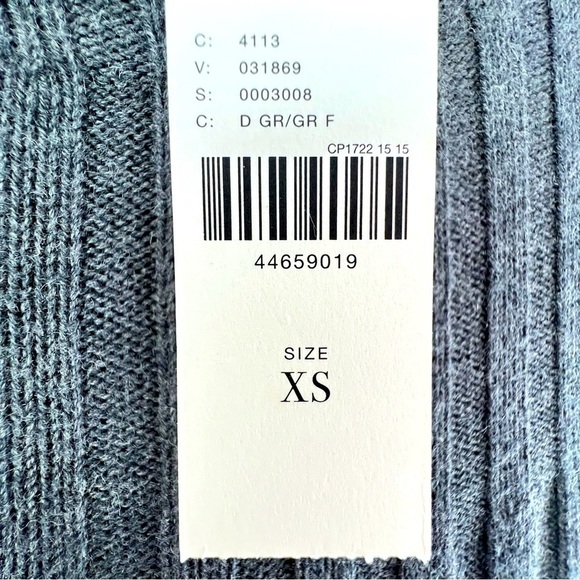 C: 4113
V: 031869
S: 0003008
C: D GR/GR F
CP1722 15 15
44659019
SIZE
XS